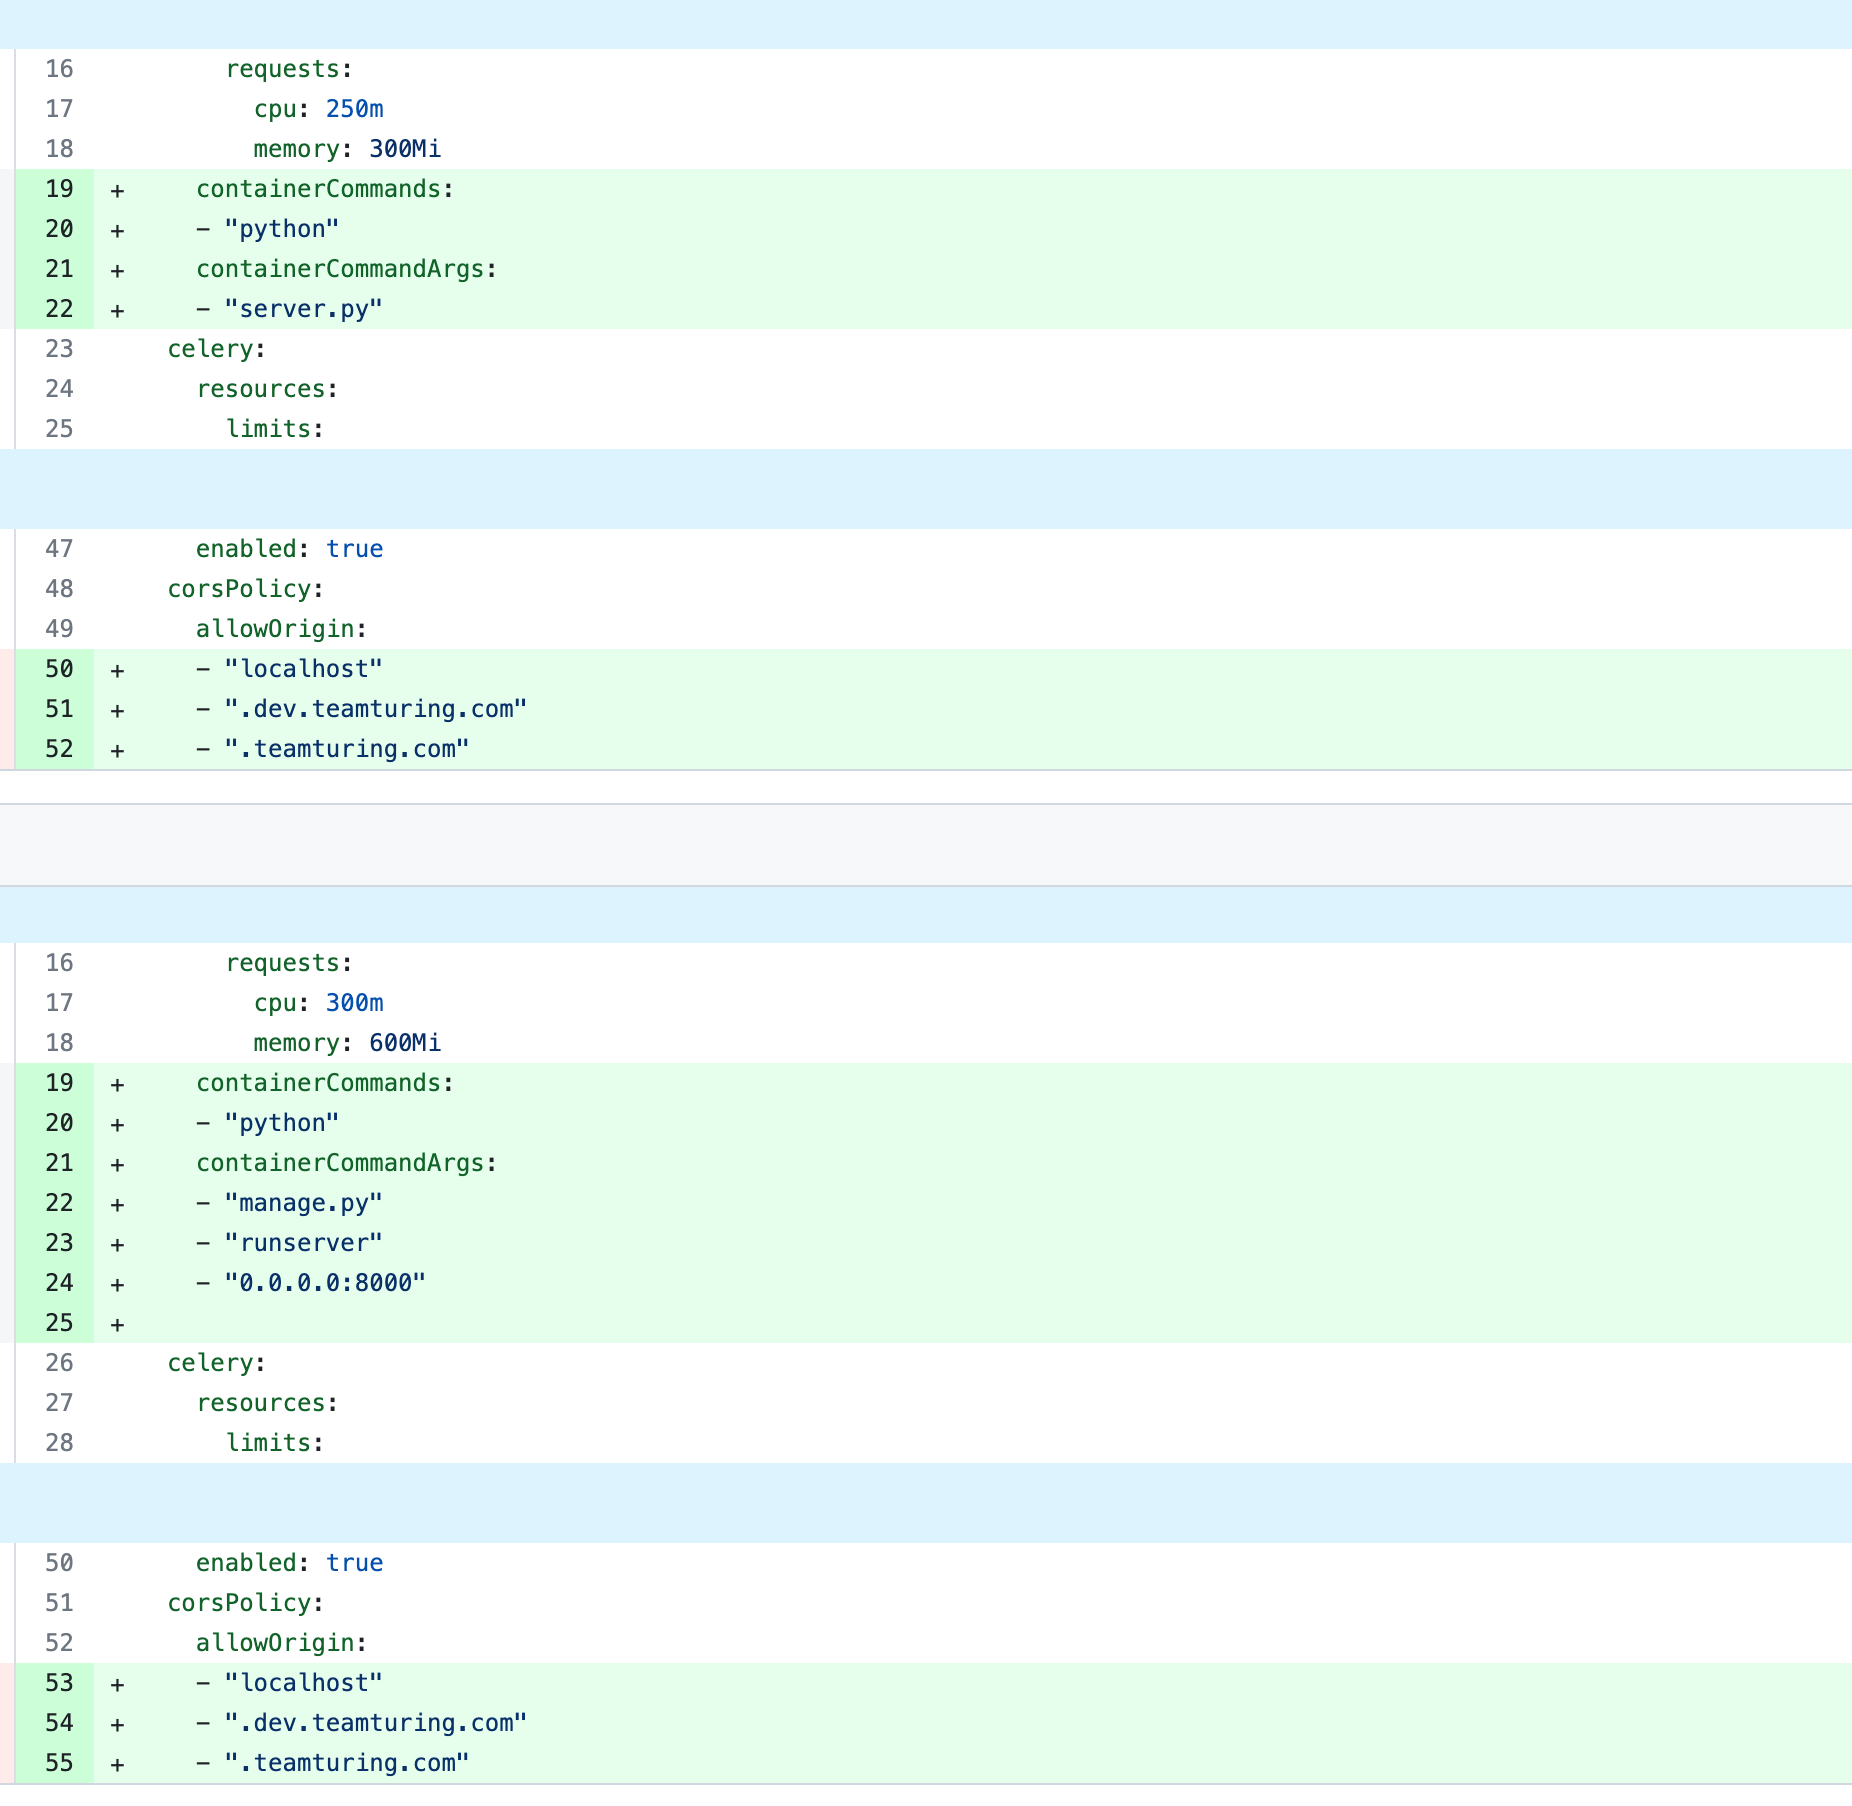 16 requests:
17 cpu: 250m
18 memory: 300Mi
19 + containerCommands:
20 + - "python"
21 + containerCommandArgs:
22 + - "server.py"
23 celery:
24 resources:
25 limits:
47 enabled: true
48 corsPolicy:
49 allowOrigin:
50 + - "localhost"
51 + - ".dev.teamturing.com"
52 + - ".teamturing.com"
16 requests:
17 cpu: 300m
18 memory: 600Mi
19 + containerCommands:
20 + - "python"
21 + containerCommandArgs:
22 + - "manage.py"
23 + - "runserver"
24 + - "0.0.0.0:8000"
25 +
26 celery:
27 resources:
28 limits:
50 enabled: true
51 corsPolicy:
52 allowOrigin:
53 + - "localhost"
54 + - ".dev.teamturing.com"
55 + - ".teamturing.com"